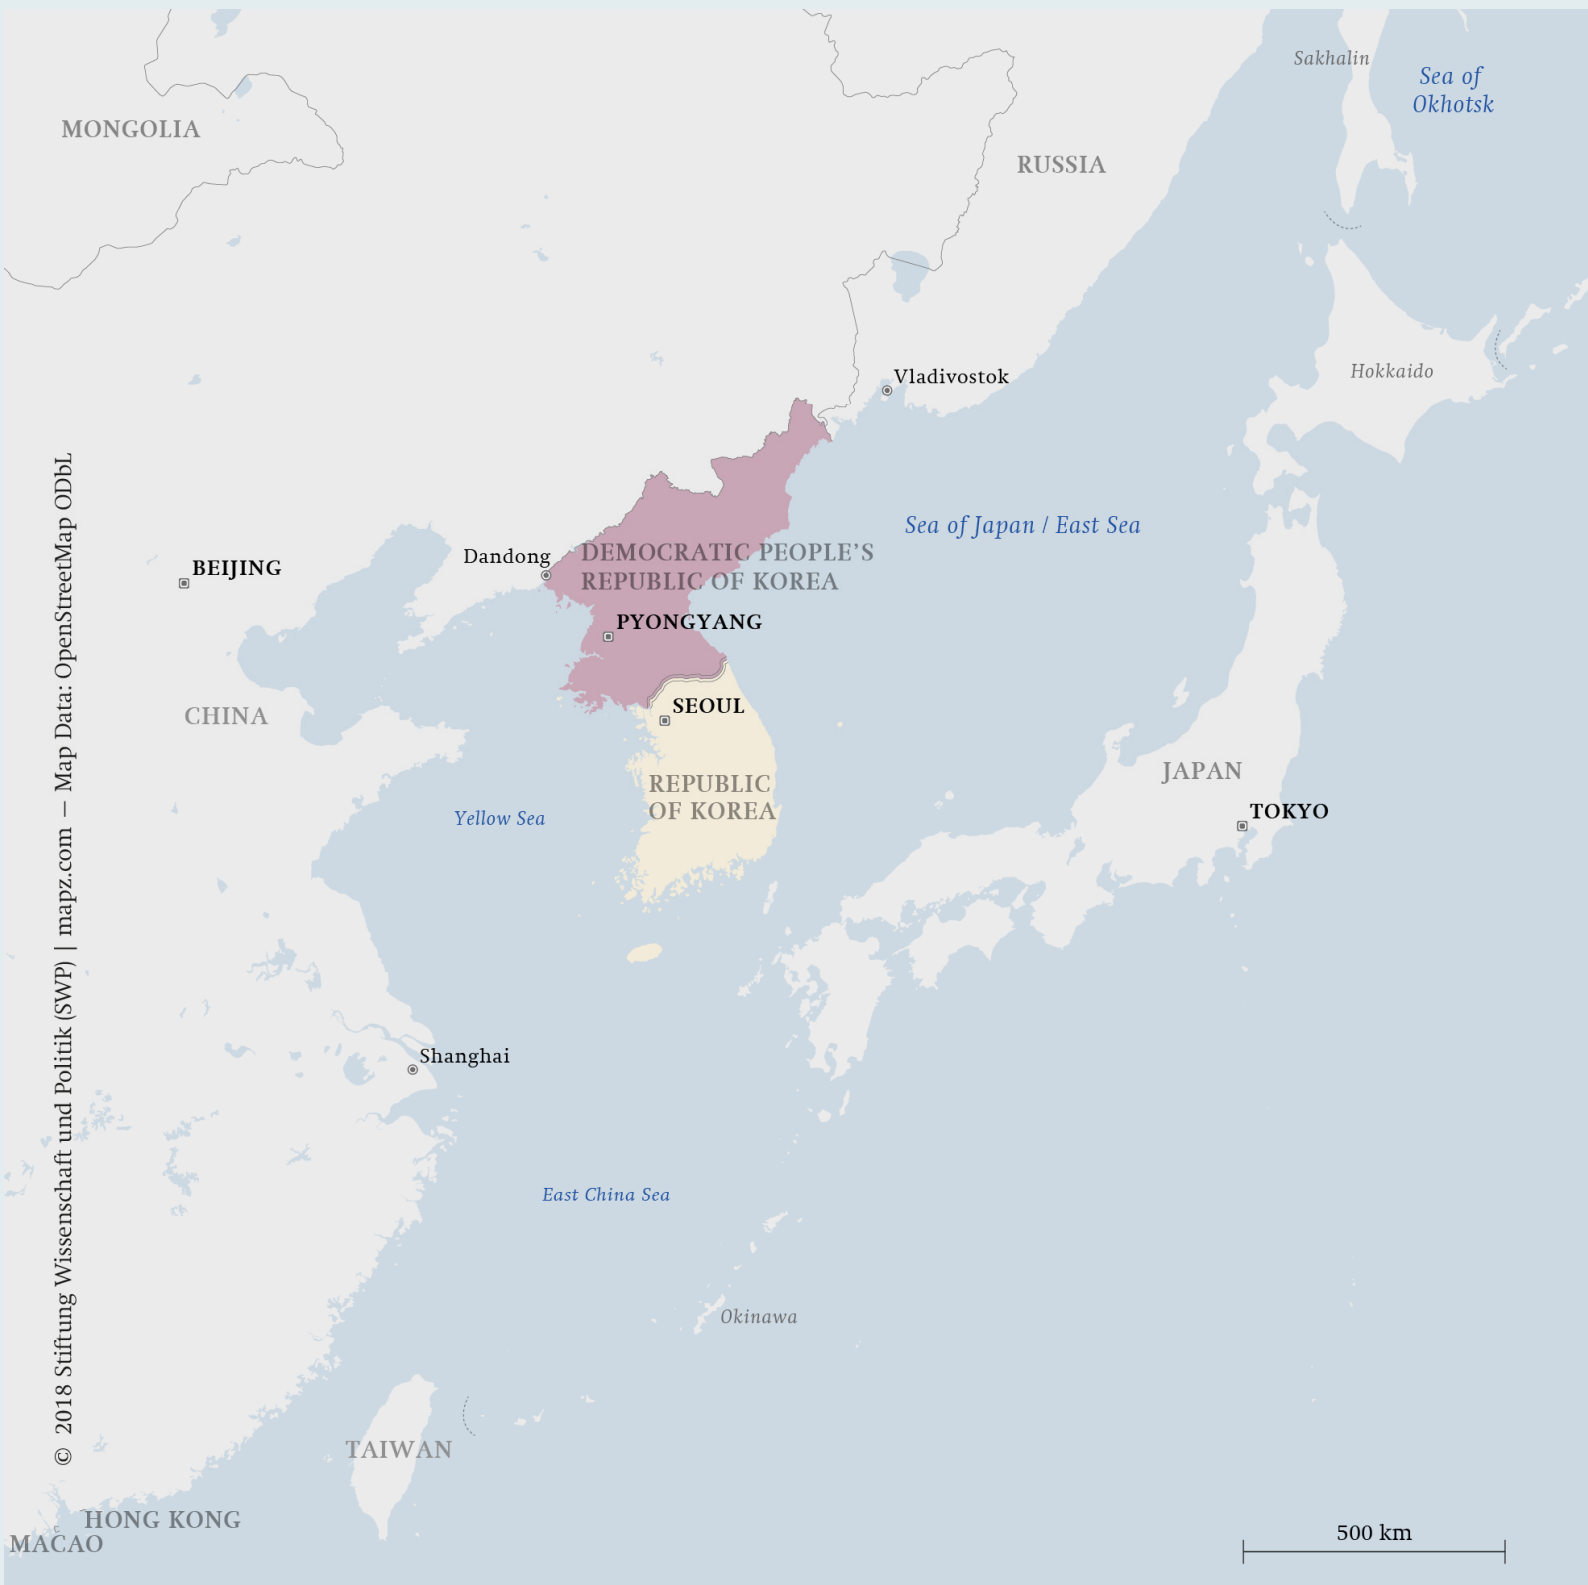 Sakhalin
Sea of
Okhotsk
MONGOLIA
RUSSIA
Hokkaido
Vladivostok
Sea of Japan / East Sea
DEMOCRATIC PEOPLE’S
REPUBLIC OF KOREA
Dandong
BEIJING
PYONGYANG
SEOUL
CHINA
REPUBLIC
OF KOREA
JAPAN
TOKYO
Yellow Sea
Shanghai
East China Sea
Okinawa
TAIWAN
HONG KONG
MACAO
500 km
© 2018 Stiftung Wissenschaft und Politik (SWP) | mapz.com – Map Data: OpenStreetMap ODbL